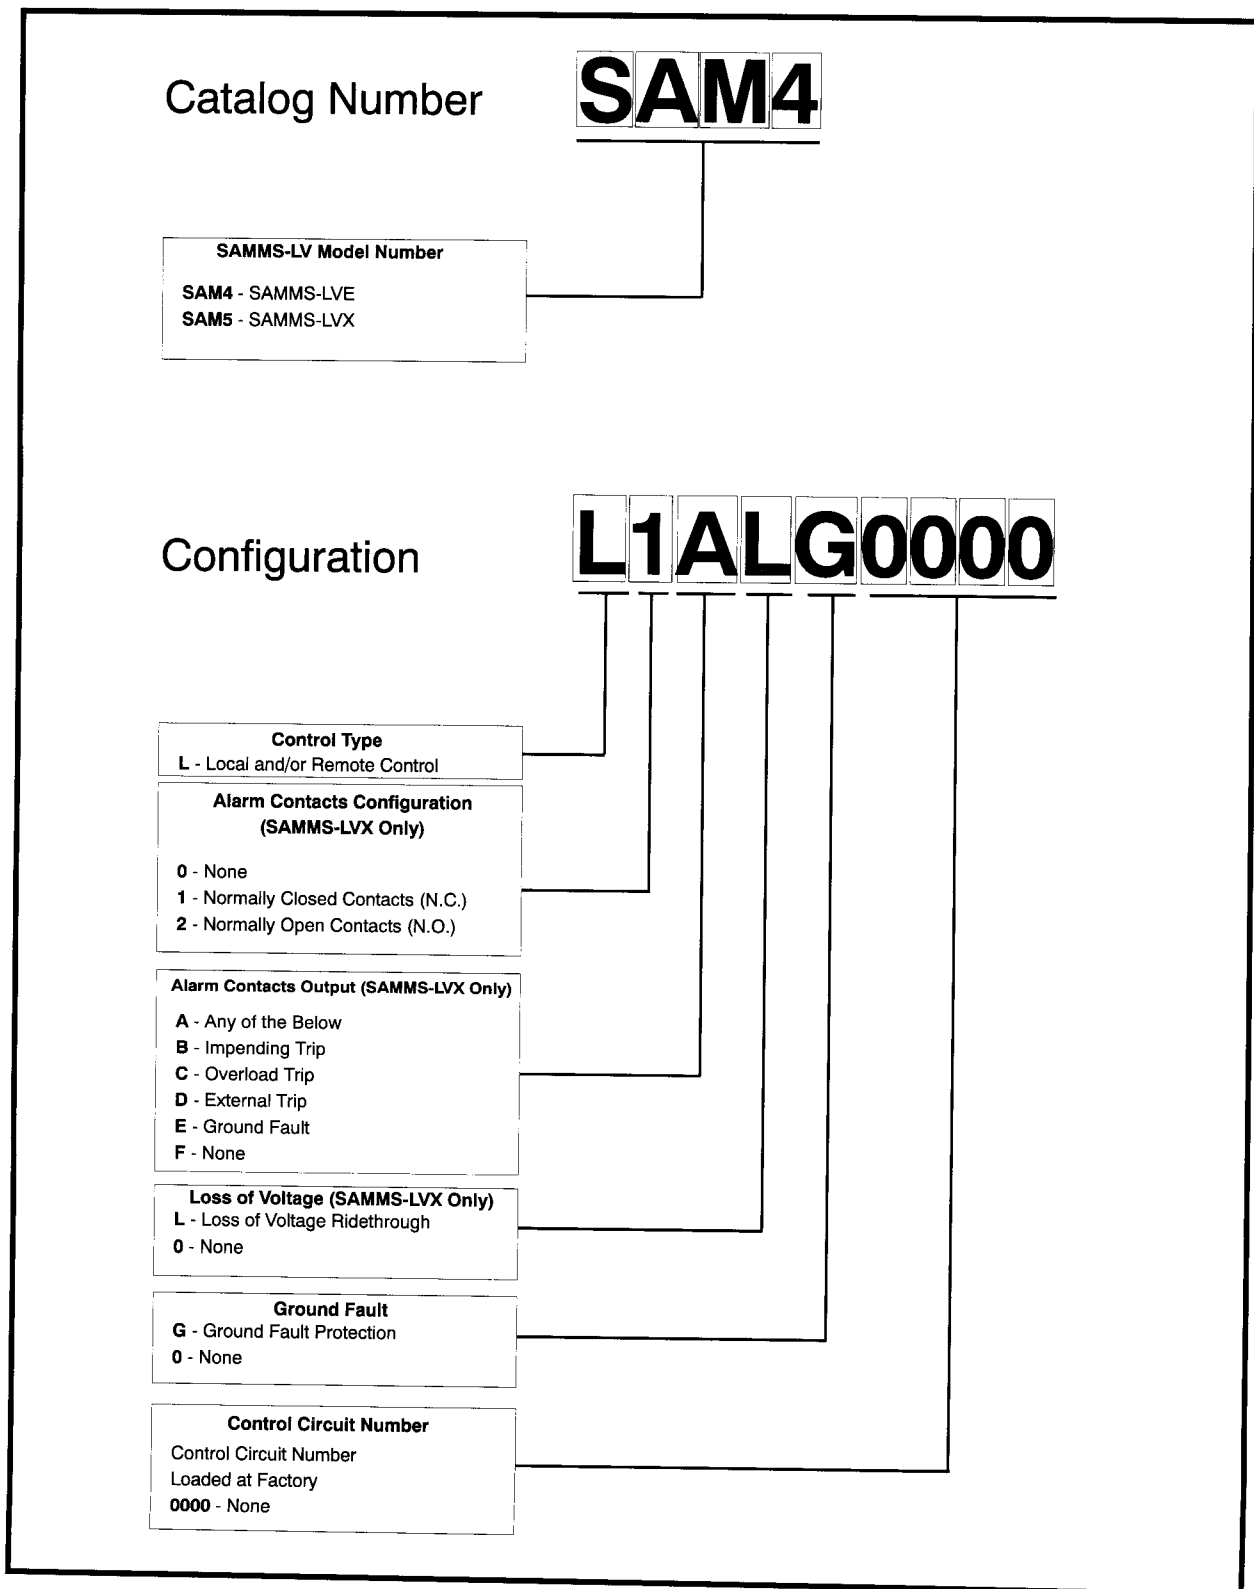 Catalog Number SAM4
SAMMS-LV Model Number
SAM4 - SAMMS-LVE
SAM5 - SAMMS-LVX
Configuration L1ALG0000
Control Type
L - Local and/or Remote Control
Alarm Contacts Configuration
(SAMMS-LVX Only)
0 - None
1 - Normally Closed Contacts (N.C.)
2 - Normally Open Contacts (N.O.)
Alarm Contacts Output (SAMMS-LVX Only)
A - Any of the Below
B - Impending Trip
C - Overload Trip
D - External Trip
E - Ground Fault
F - None
Loss of Voltage (SAMMS-LVX Only)
L - Loss of Voltage Ridethrough
0 - None
Ground Fault
G - Ground Fault Protection
0 - None
Control Circuit Number
Control Circuit Number
Loaded at Factory
0000 - None